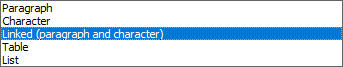 Paragraph
Character
Linked (paragraph and character)
Table
List